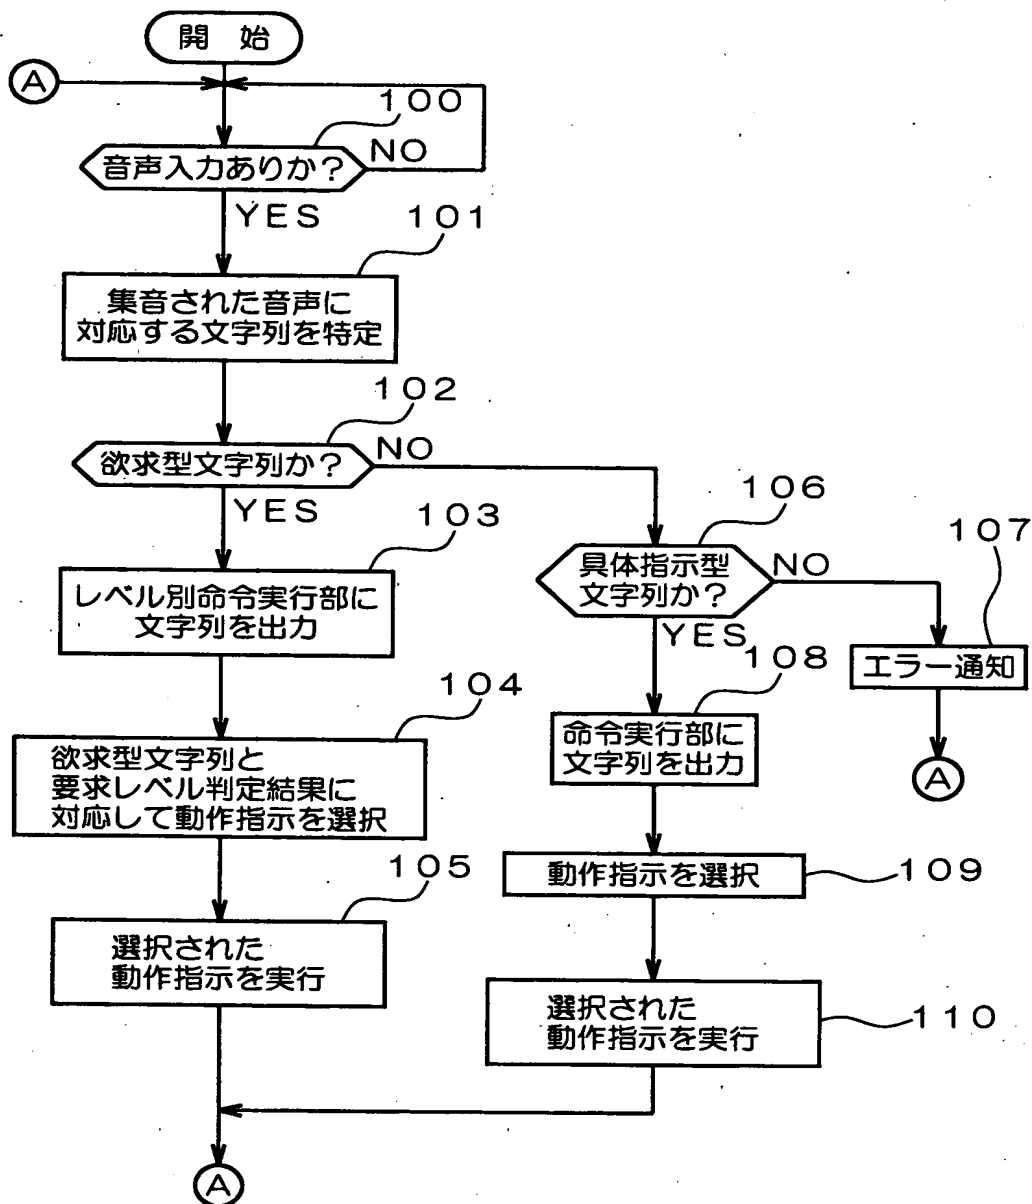 開 始
A
100
音声入力ありか？
NO
YES
101
集音された音声に
対応する文字列を特定
102
欲求型文字列か？
NO
YES
103
レベル別命令実行部に
文字列を出力
104
欲求型文字列と
要求レベル判定結果に
対応して動作指示を選択
105
選択された
動作指示を実行
106
具体指示型
文字列か？
NO
YES
107
エラー通知
A
108
命令実行部に
文字列を出力
動作指示を選択
109
選択された
動作指示を実行
110
A